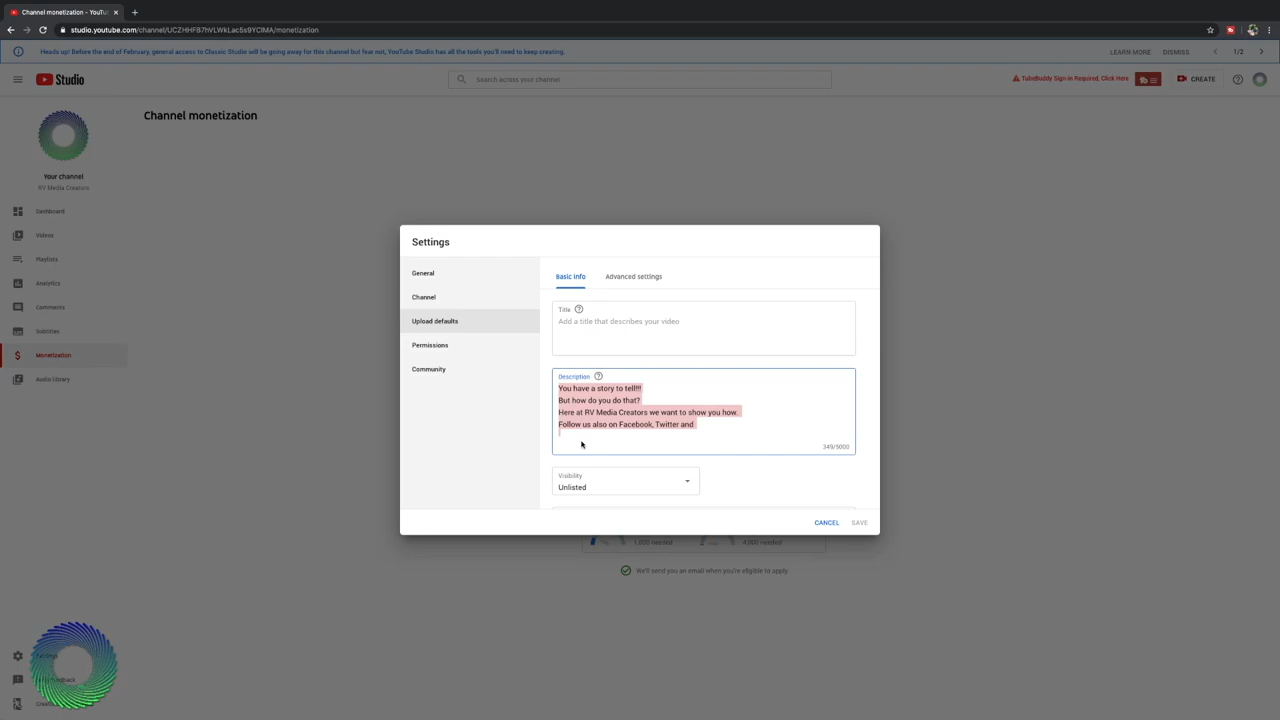 Channel monetization - YouTu
studio.youtube.com/channel/UCZHHFB7hVLWkLac5s9YCIMA/monetization
Heads up! Before the end of February, general access to Classic Studio will be going away for this channel but fear not, YouTube Studio has all the tools you'll need to keep creating.
LEARN MORE
DISMISS
1/2
Studio
Search across your channel
TubeBuddy Sign-in Required, Click Here
CREATE
Channel monetization
Your channel
RV Media Creators
Dashboard
Videos
Playlists
Analytics
Comments
Subtitles
Monetization
Audio library
Settings
General
Channel
Upload defaults
Permissions
Community
Basic info
Advanced settings
Title
Add a title that describes your video
Description
You have a story to tell!!!
But how do you do that?
Here at RV Media Creators we want to show you how.
Follow us also on Facebook, Twitter and
349/5000
Visibility
Unlisted
CANCEL
SAVE
1,000 needed
4,000 needed
We'll send you an email when you're eligible to apply